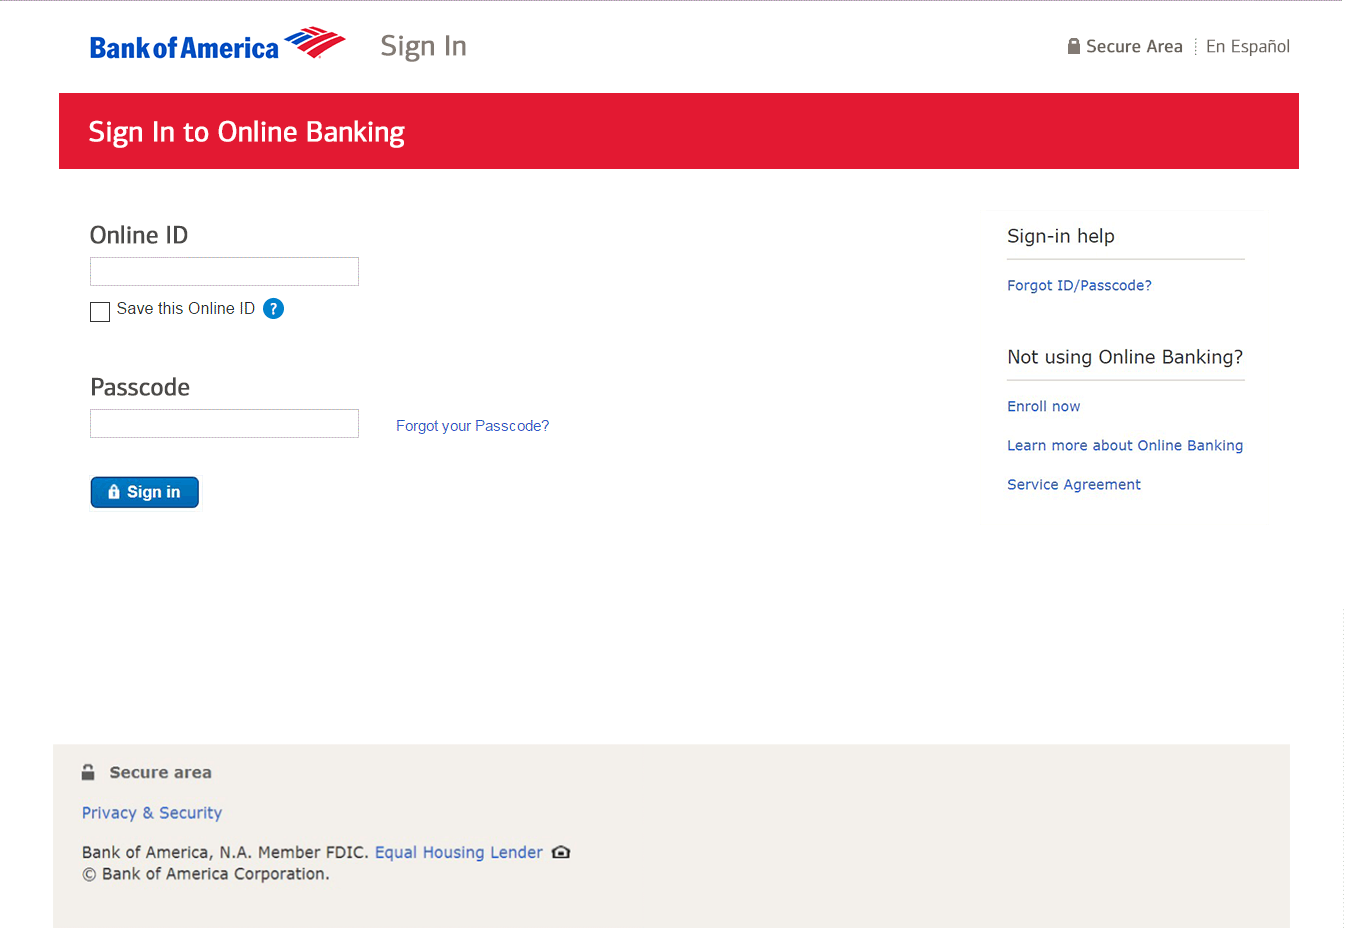 Bank of America Sign In
Secure Area En Español
Sign In to Online Banking
Online ID
Save this Online ID ?
Passcode
Forgot your Passcode?
Sign in
Sign-in help
Forgot ID/Passcode?
Not using Online Banking?
Enroll now
Learn more about Online Banking
Service Agreement
Secure area
Privacy & Security
Bank of America, N.A. Member FDIC. Equal Housing Lender
© Bank of America Corporation.